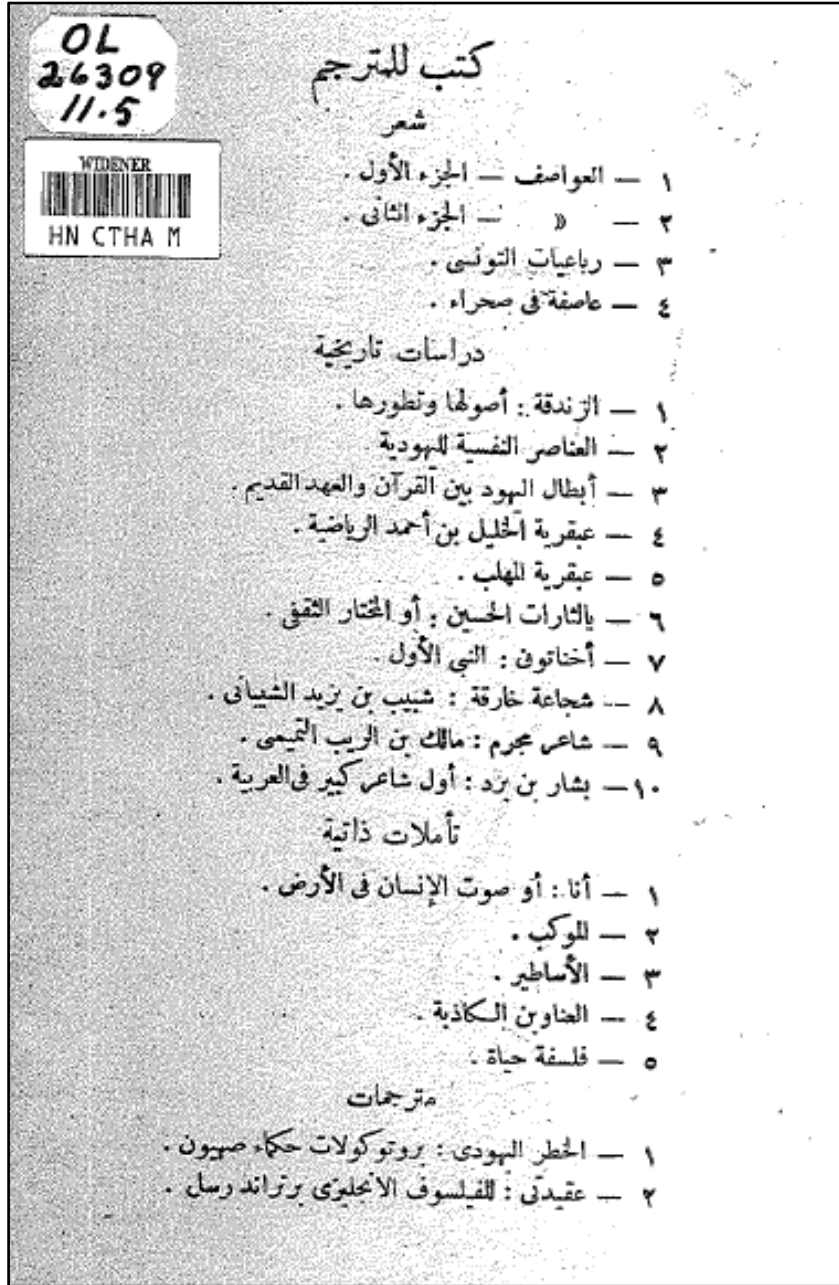 OL
26309
11.5
WIDENER
HN CTHA M
كتب للمترجم
شعر
١ — العواصف — الجزء الأول .
٢ — » — الجزء الثانى .
٣ — رباعيات التونسى .
٤ — عاصفة فى صحراء .
دراسات تاريخية
١ — الزندقة : أصولها وتطورها .
٢ — العناصر النفسية لليهودية
٣ — أبطال اليهود بين القرآن والعهد القديم .
٤ — عبقرية الخليل بن أحمد الرياضية .
٥ — عبقرية المهلب .
٦ — يالثارات الحسين : أو المختار الثقفى .
٧ — أخناتون : النبى الأول .
٨ — شجاعة خارقة : شبيب بن يزيد الشيبانى .
٩ — شاعر مجرم : مالك بن الريب التميمى .
١٠ — بشار بن برد : أول شاعر كبير فى العربية .
تأملات ذاتية
١ — أنا : أو صوت الإنسان فى الأرض .
٢ — الموكب .
٣ — الأساطير .
٤ — العناوين الكاذبة .
٥ — فلسفة حياة .
مترجمات
١ — الخطر اليهودى : بروتوكولات حكماء صهيون .
٢ — عقيدتى : للفيلسوف الانجليزى برتراند رسل .